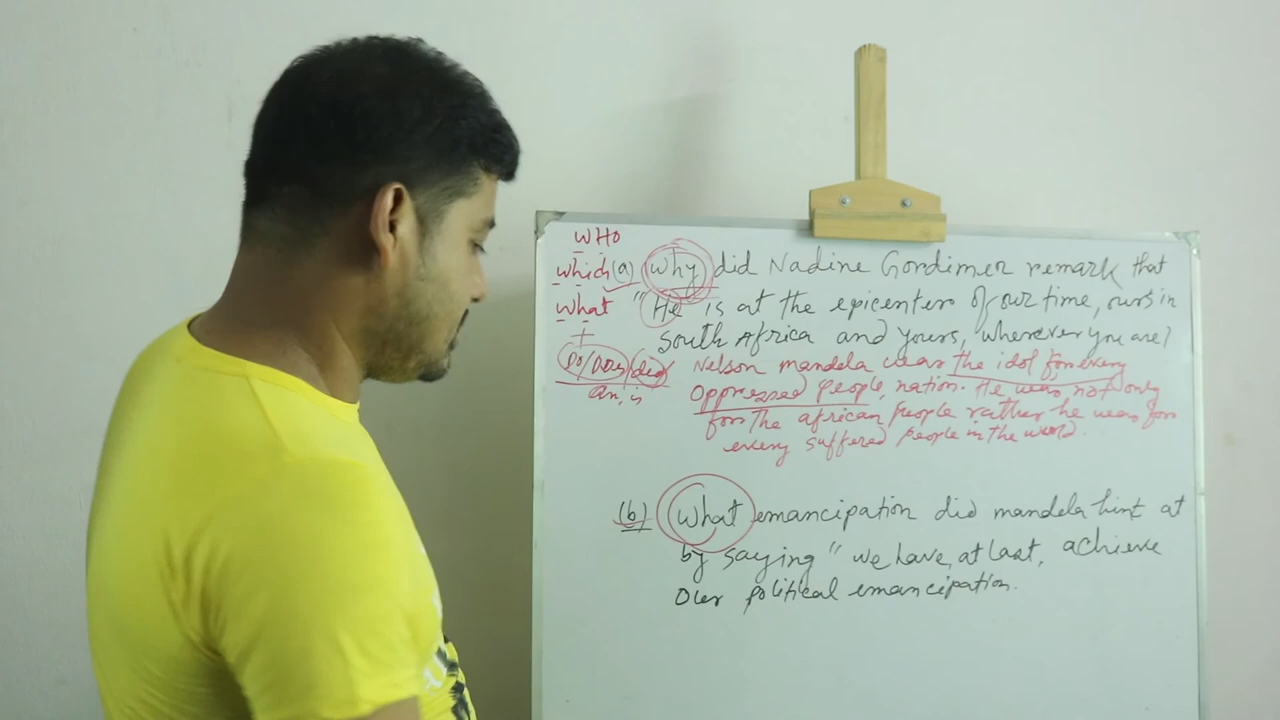 WHO
which (a) why did Nadine Gordimer remark that
what "He is at the epicenter of our time, ours in
+ South Africa and yours, wherever you are?
Do/Does/did Nelson mandela was the idol for every
am, is oppressed people, nation. He was not only
for the african people rather he was for
every suffered people in the world.
(b) what emancipation did mandela hint at
by saying "we have, at last, achieve
our political emancipation.